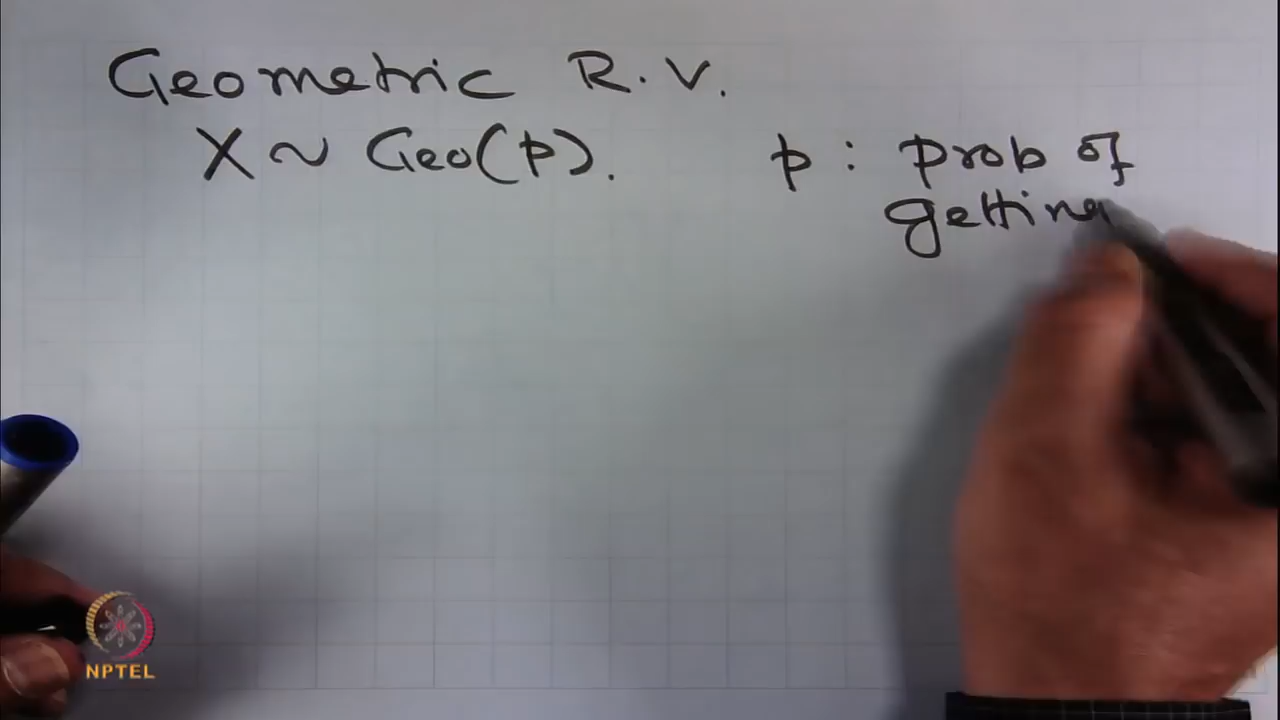 Geometric R.V.
X ~ Geo(p).
p : prob of
getting
NPTEL